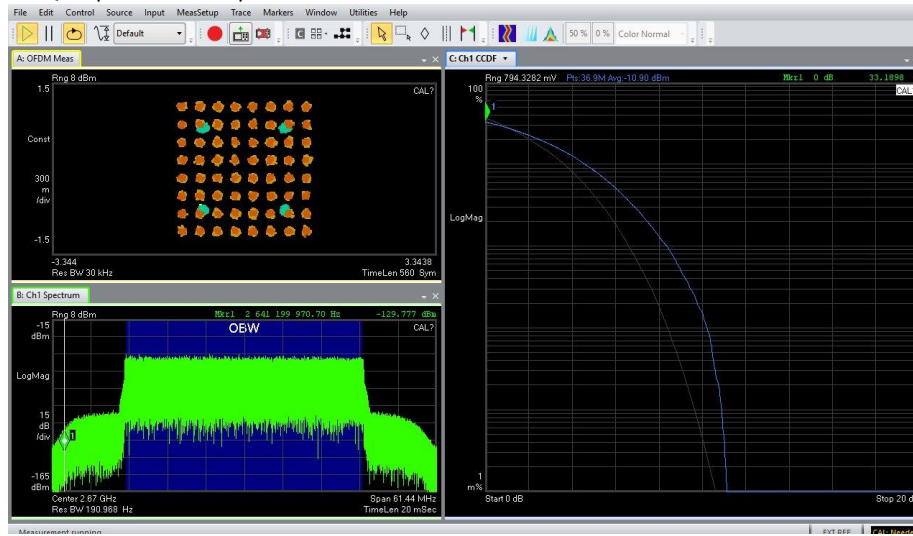 File Edit Control Source Input MeasSetup Trace Markers Window Utilities Help
Default
50 % 0 % Color Normal
A: OFDM Meas
Rng 8 dBm
1.5
CAL?
Const
300
m
/div
-1.5
-3.344
3.3438
Res BW 30 kHz
TimeLen 560 Sym
B: Ch1 Spectrum
Rng 8 dBm
Mkr1 2 641 199 970.70 Hz
-129.777 dBm
-15
dBm
OBW
CAL?
LogMag
15
dB
/div
1
-165
dBm
Center 2.67 GHz
Span 61.44 MHz
Res BW 190.968 Hz
TimeLen 20 mSec
C: Ch1 CCDF
Rng 794.3282 mV Pts:36.9M Avg:-10.90 dBm
Mkr1 0 dB
33.1898
100
%
CAL
1
LogMag
1
m%
Start 0 dB
Stop 20 d
Measurement running
EXT REF
CAL: Neede